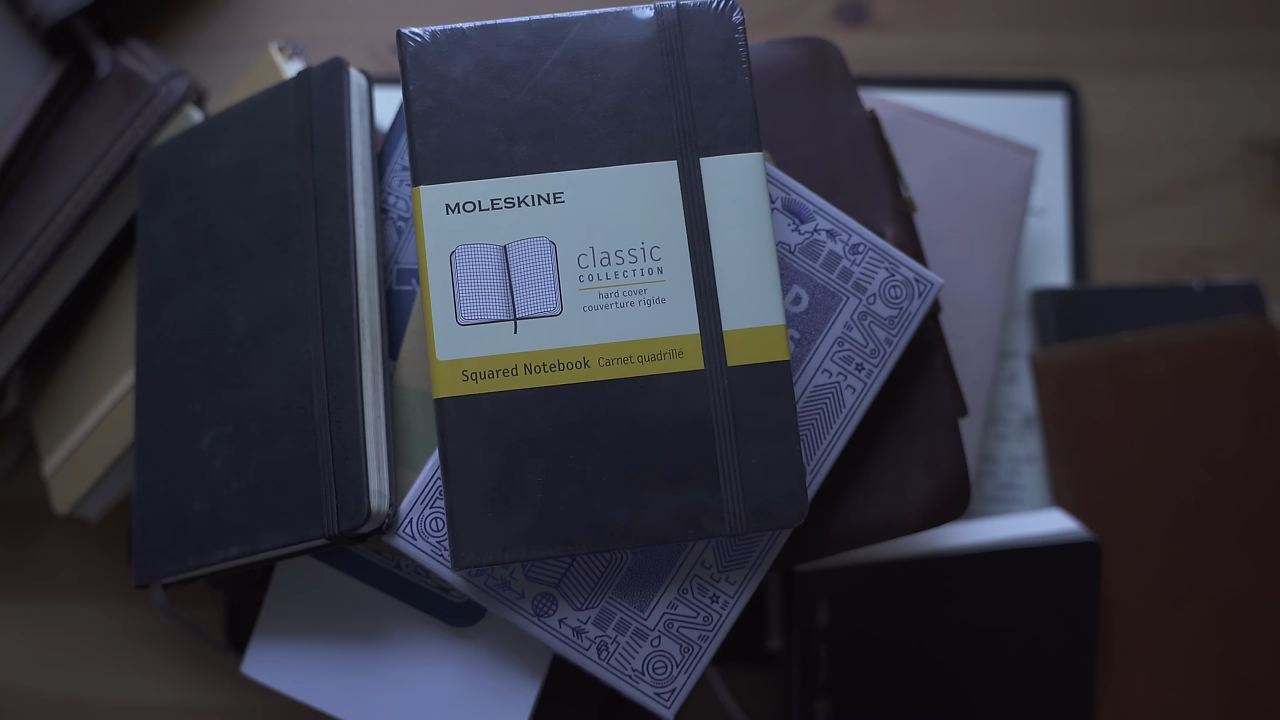 MOLESKINE
classic
COLLECTION
hard cover
couverture rigide
Squared Notebook Carnet quadrillé